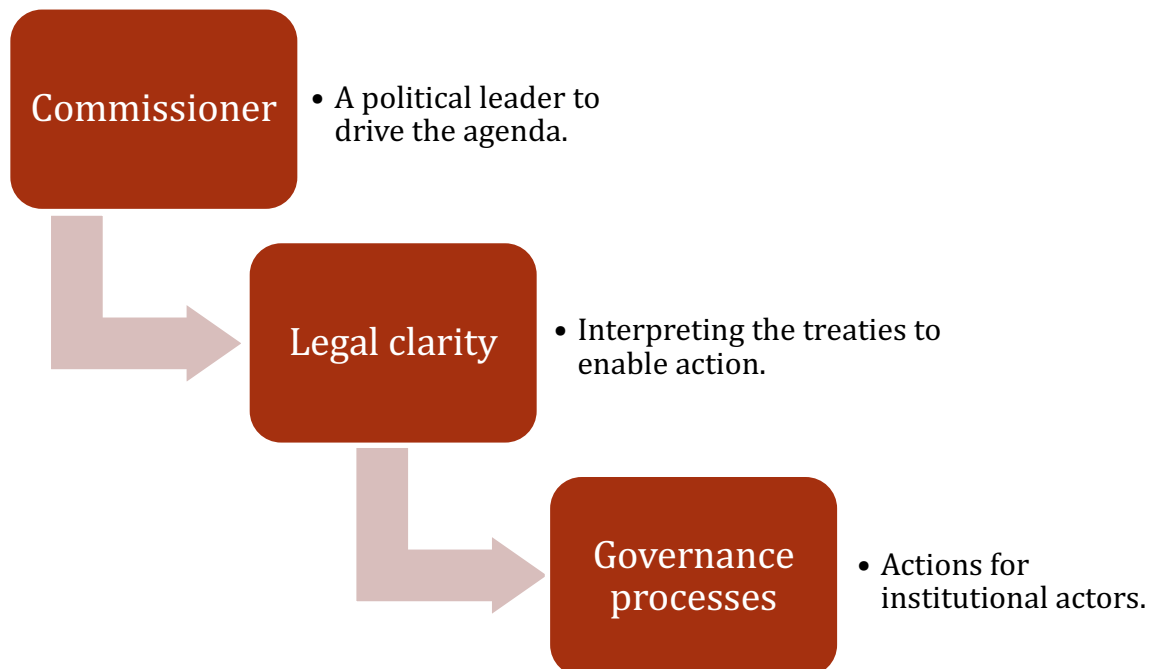 Commissioner
• A political leader to
drive the agenda.
Legal clarity
• Interpreting the treaties to
enable action.
Governance
processes
• Actions for
institutional actors.